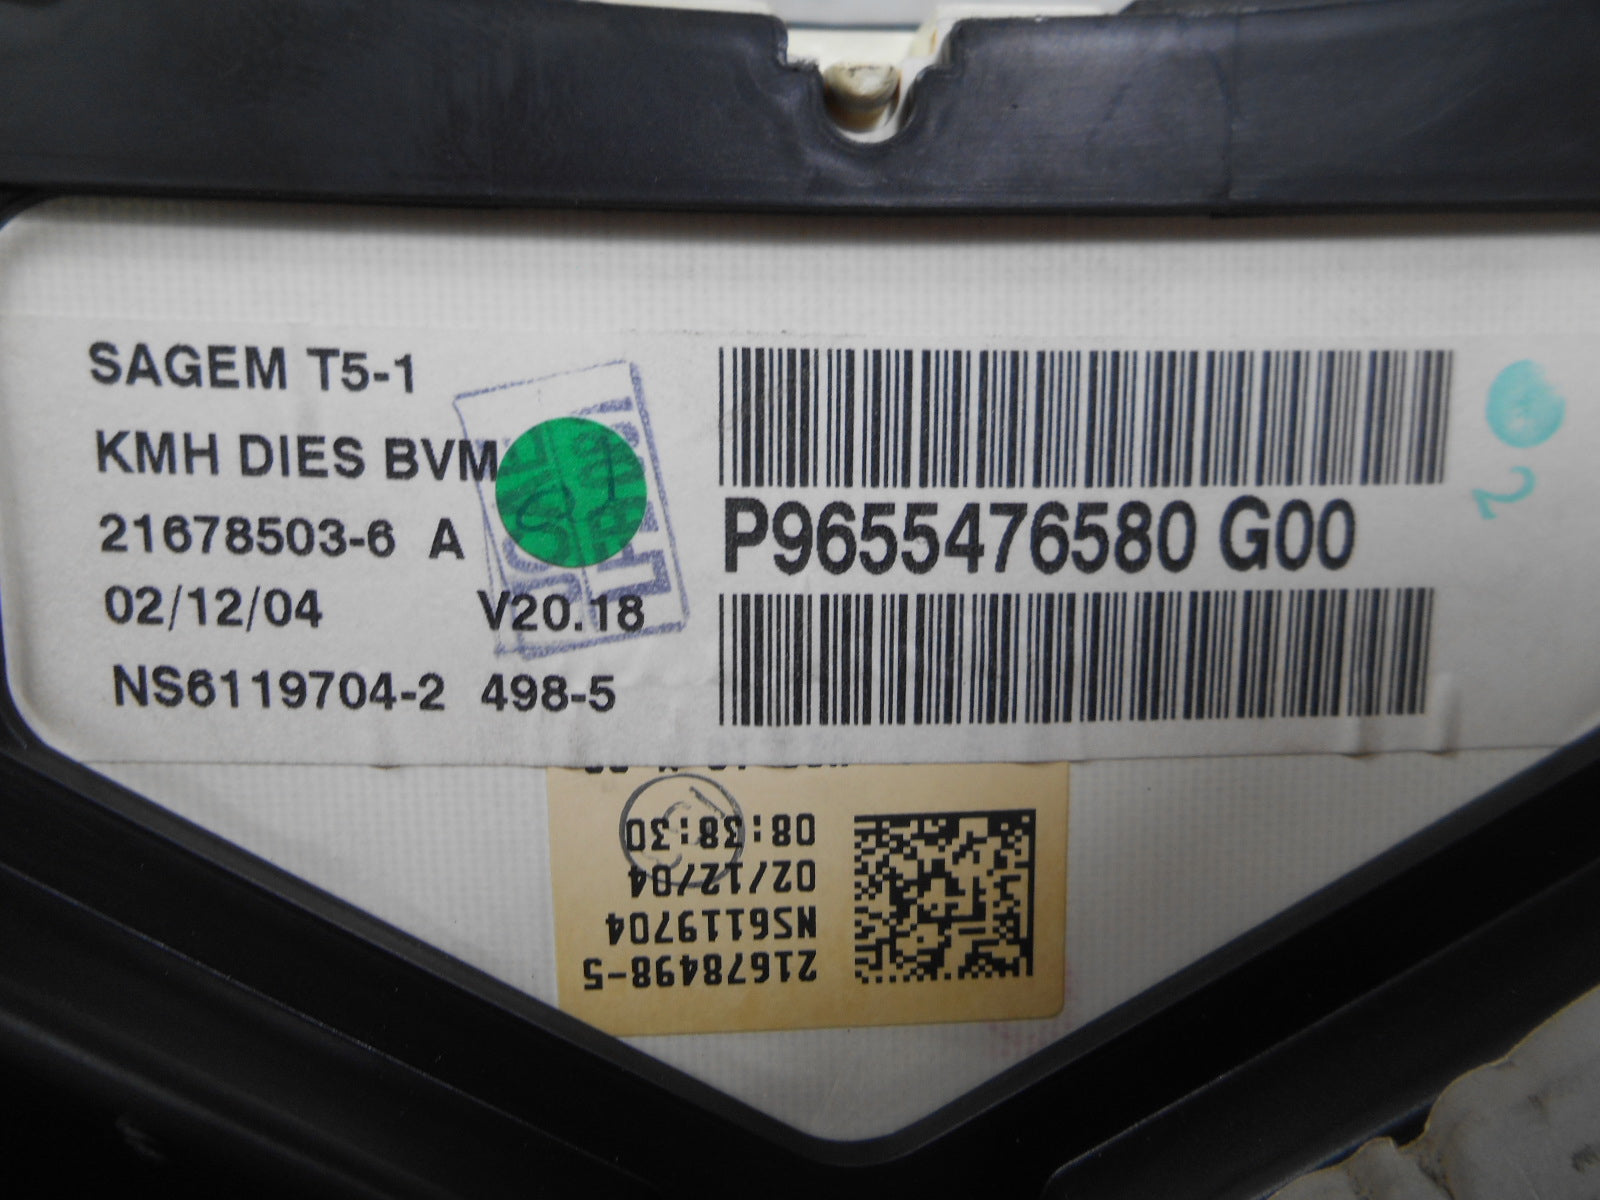 SAGEM T5-1
KMH DIES BVM
21678503-6 A
02/12/04 V20.18
NS6119704-2 498-5
P9655476580 G00
2
21678498-5
NS6119704
02/12/04
08:38:30